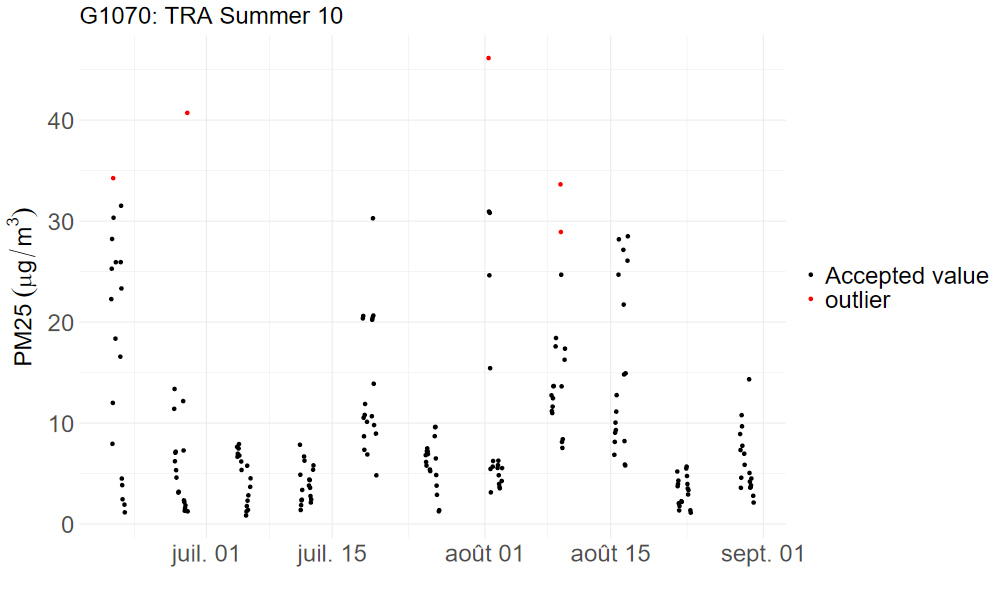 G1070: TRA Summer 10
PM25 (μg/m³)
40
30
20
10
0
juil. 01
juil. 15
août 01
août 15
sept. 01
Accepted value
outlier